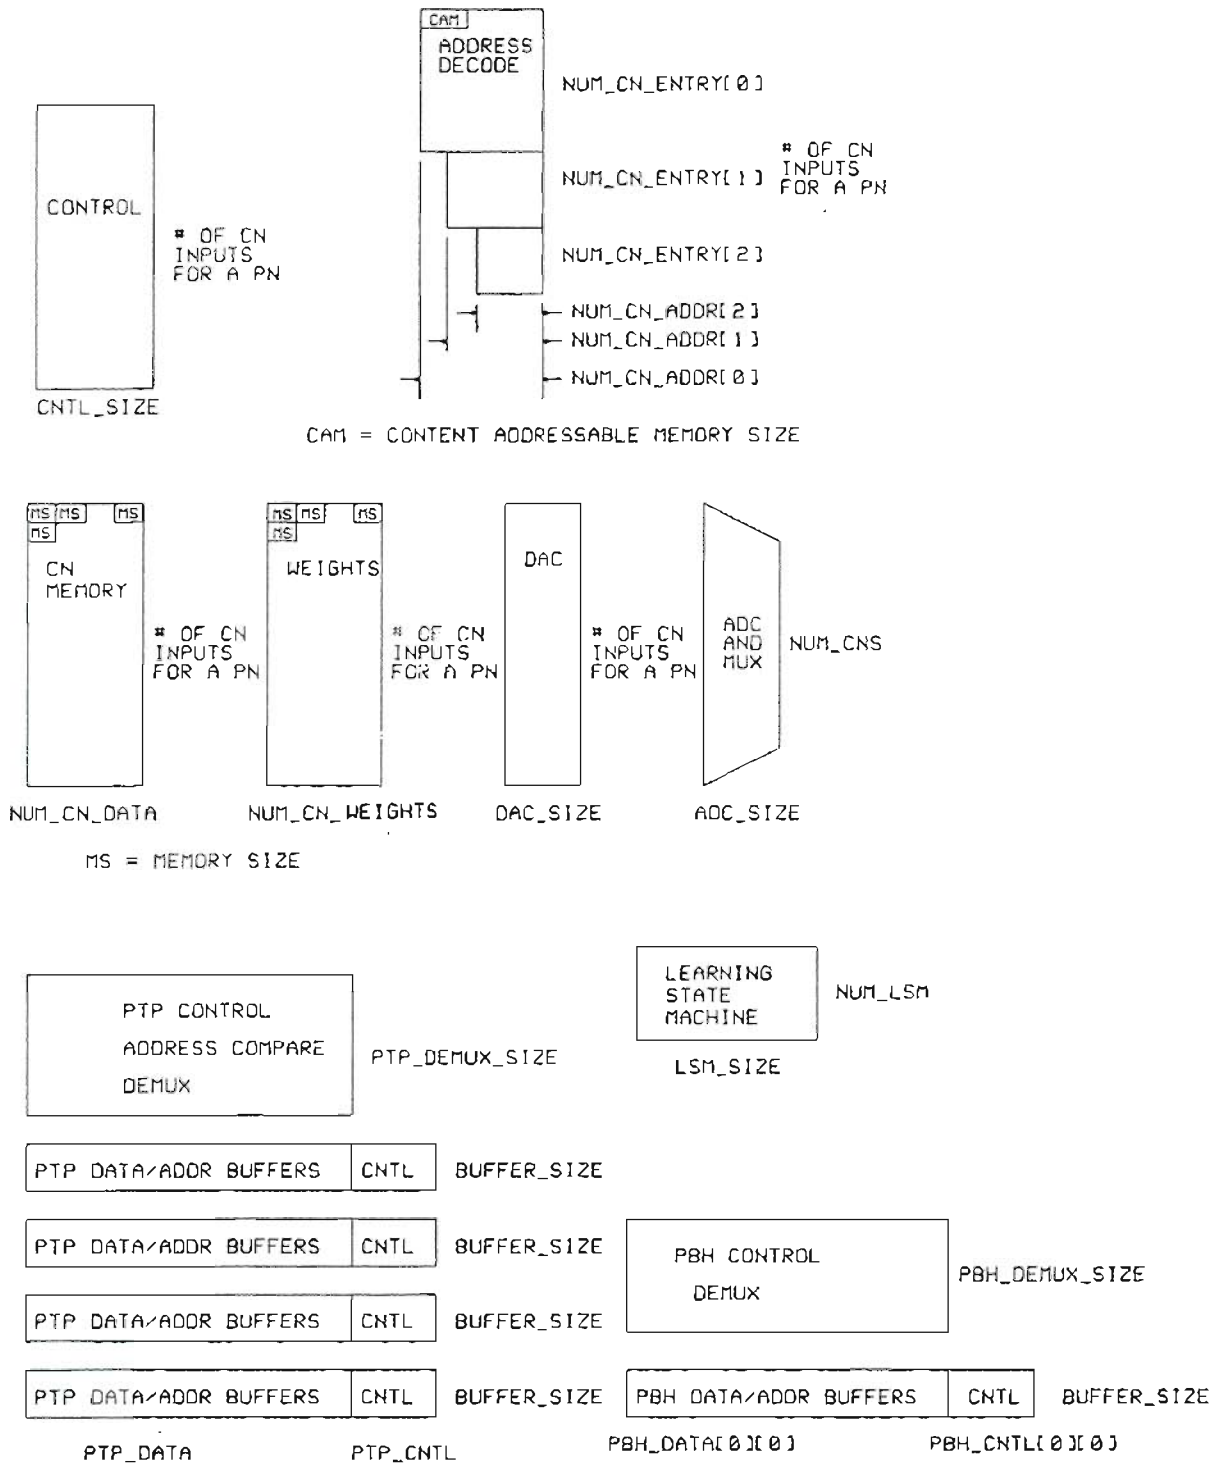 CAM
ADDRESS
DECODE
NUM_CN_ENTRY[0]
# OF CN
INPUTS
FOR A PN
NUM_CN_ENTRY[1]
CONTROL
# OF CN
INPUTS
FOR A PN
NUM_CN_ENTRY[2]
NUM_CN_ADDR[2]
NUM_CN_ADDR[1]
NUM_CN_ADDR[0]
CNTL_SIZE
CAM = CONTENT ADDRESSABLE MEMORY SIZE
MS MS MS
MS
CN
MEMORY
# OF CN
INPUTS
FOR A PN
MS MS MS
MS
WEIGHTS
# OF CN
INPUTS
FOR A PN
DAC
# OF CN
INPUTS
FOR A PN
ADC
AND
MUX
NUM_CNS
NUM_CN_DATA
NUM_CN_WEIGHTS
DAC_SIZE
ADC_SIZE
MS = MEMORY SIZE
LEARNING
STATE
MACHINE
NUM_LSM
LSM_SIZE
PTP CONTROL
ADDRESS COMPARE
DEMUX
PTP_DEMUX_SIZE
PTP DATA/ADDR BUFFERS CNTL BUFFER_SIZE
PTP DATA/ADDR BUFFERS CNTL BUFFER_SIZE
PTP DATA/ADDR BUFFERS CNTL BUFFER_SIZE
PTP DATA/ADDR BUFFERS CNTL BUFFER_SIZE
PTP_DATA PTP_CNTL
PBH CONTROL
DEMUX
PBH_DEMUX_SIZE
PBH DATA/ADDR BUFFERS CNTL BUFFER_SIZE
PBH_DATA[0][0] PBH_CNTL[0][0]